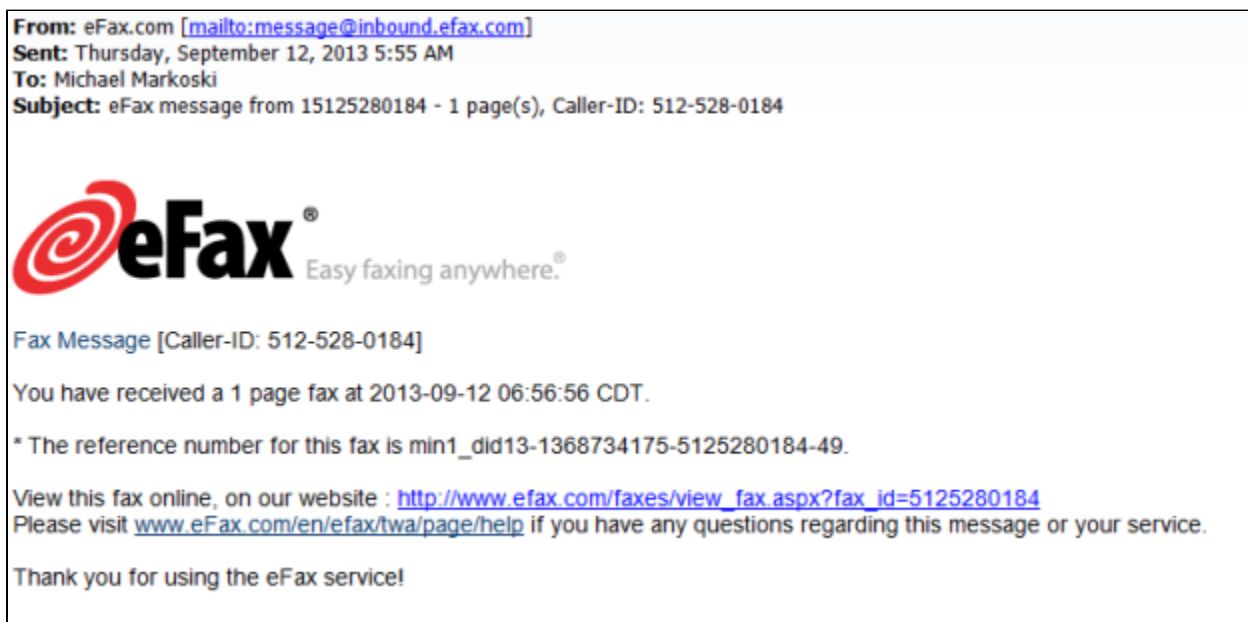 From: eFax.com [mailto:message@inbound.efax.com]
Sent: Thursday, September 12, 2013 5:55 AM
To: Michael Markoski
Subject: eFax message from 15125280184 - 1 page(s), Caller-ID: 512-528-0184
eFax® Easy faxing anywhere.®
Fax Message [Caller-ID: 512-528-0184]
You have received a 1 page fax at 2013-09-12 06:56:56 CDT.
* The reference number for this fax is min1_did13-1368734175-5125280184-49.
View this fax online, on our website : http://www.efax.com/faxes/view_fax.aspx?fax_id=5125280184
Please visit www.eFax.com/en/efax/twa/page/help if you have any questions regarding this message or your service.
Thank you for using the eFax service!